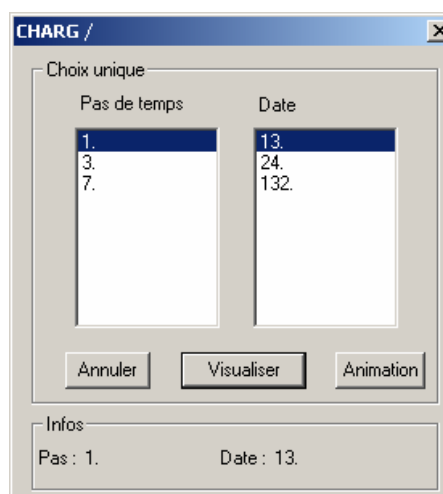 CHARG /
Choix unique
Pas de temps Date
1. 13.
3. 24.
7. 132.
Annuler Visualiser Animation
Infos
Pas : 1. Date : 13.